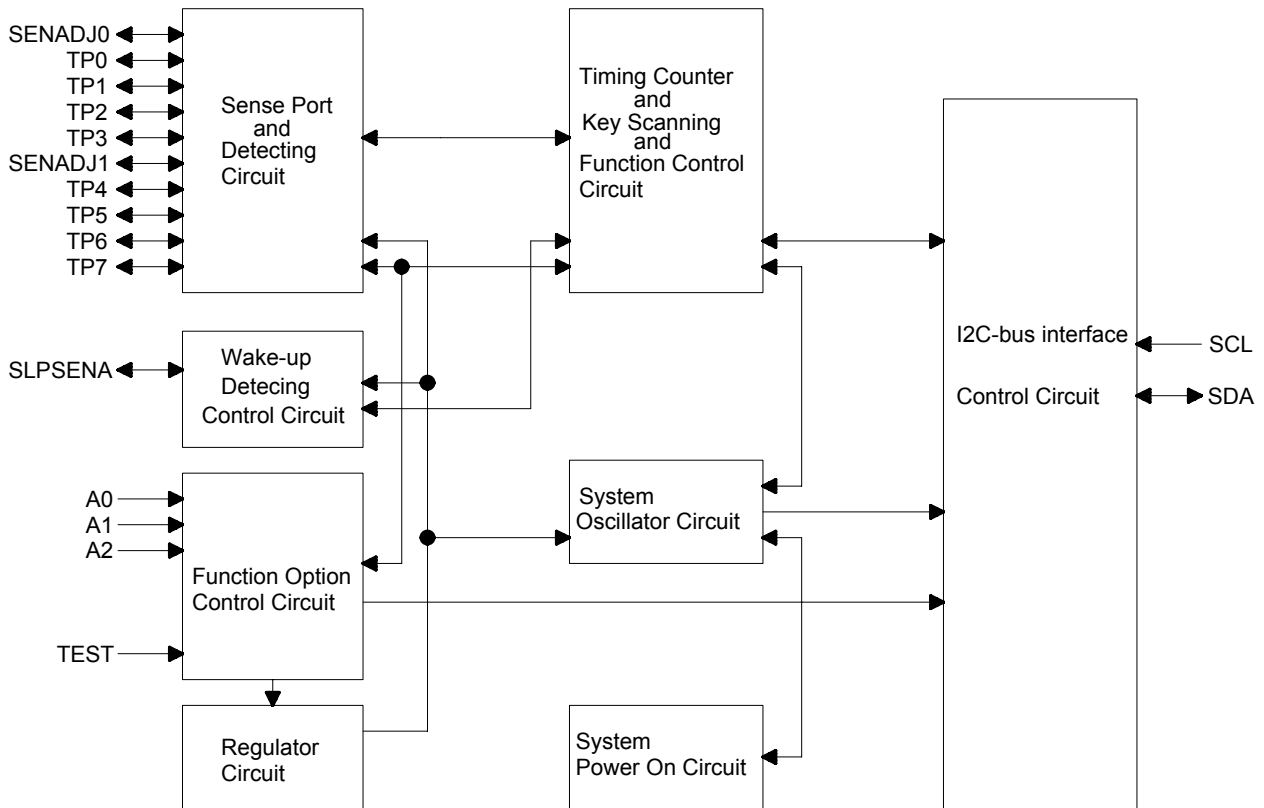 SENADJ0
TP0
TP1
TP2
TP3
SENADJ1
TP4
TP5
TP6
TP7
Sense Port
and
Detecting
Circuit
Timing Counter
and
Key Scanning
and
Function Control
Circuit
SLPSENA
Wake-up
Detecing
Control Circuit
I2C-bus interface
Control Circuit
SCL
SDA
A0
A1
A2
TEST
Function Option
Control Circuit
System
Oscillator Circuit
Regulator
Circuit
System
Power On Circuit